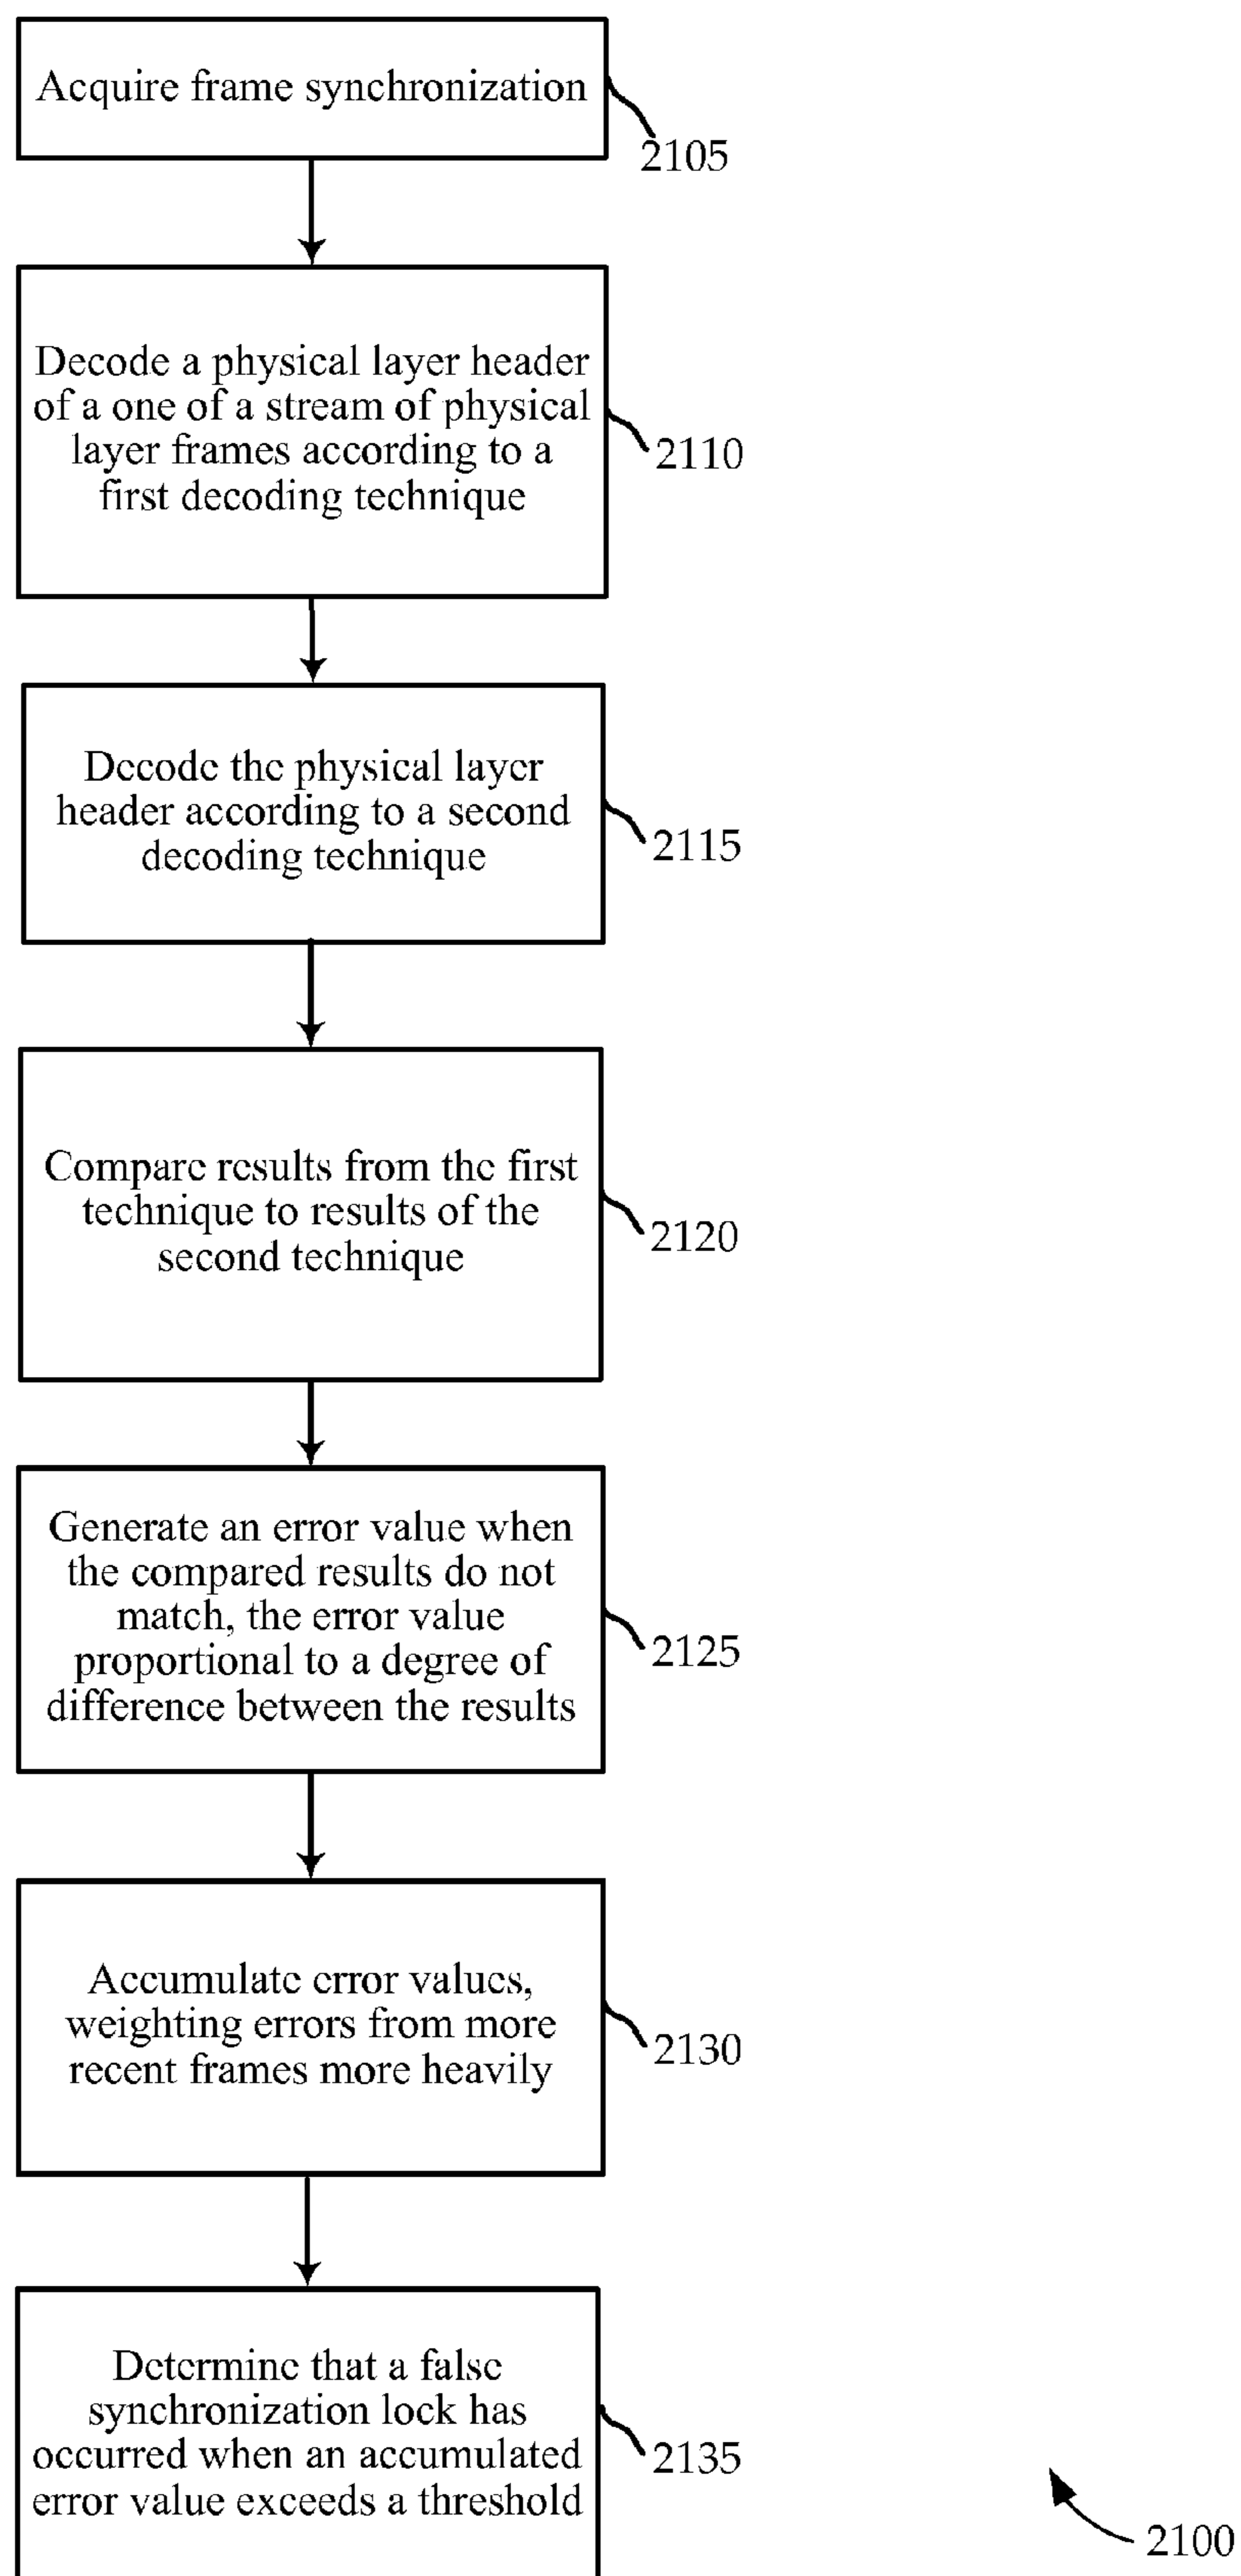 Acquire frame synchronization
2105
Decode a physical layer header
of a one of a stream of physical
layer frames according to a
first decoding technique
2110
Decode the physical layer
header according to a second
decoding technique
2115
Compare results from the first
technique to results of the
second technique
2120
Generate an error value when
the compared results do not
match, the error value
proportional to a degree of
difference between the results
2125
Accumulate error values,
weighting errors from more
recent frames more heavily
2130
Determine that a false
synchronization lock has
occurred when an accumulated
error value exceeds a threshold
2135
2100